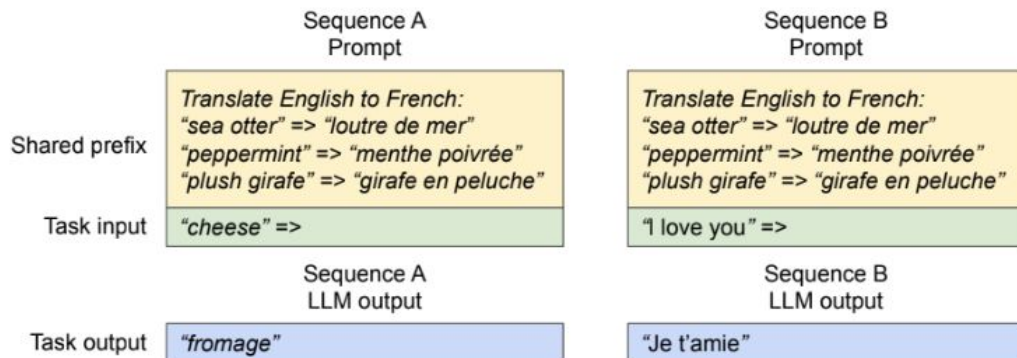 Sequence A
Prompt
Sequence B
Prompt
Shared prefix
Translate English to French:
“sea otter” => “loutre de mer”
“peppermint” => “menthe poivrée”
“plush girafe” => “girafe en peluche”
Translate English to French:
“sea otter” => “loutre de mer”
“peppermint” => “menthe poivrée”
“plush girafe” => “girafe en peluche”
Task input
“cheese” =>
“I love you” =>
Sequence A
LLM output
Sequence B
LLM output
Task output
“fromage”
“Je t’amie”